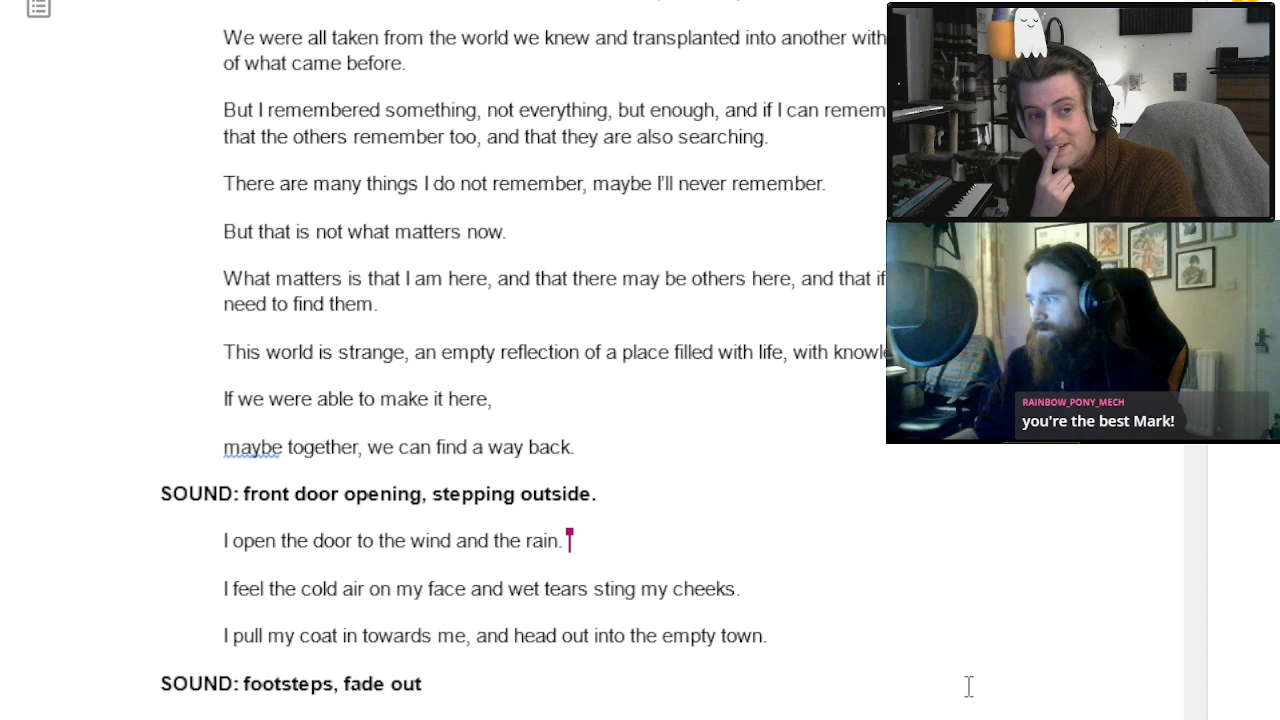 We were all taken from the world we knew and transplanted into another with
of what came before.
But I remembered something, not everything, but enough, and if I can remem
that the others remember too, and that they are also searching.
There are many things I do not remember, maybe I'll never remember.
But that is not what matters now.
What matters is that I am here, and that there may be others here, and that if
need to find them.
This world is strange, an empty reflection of a place filled with life, with knowl
If we were able to make it here,
maybe together, we can find a way back.
SOUND: front door opening, stepping outside.
I open the door to the wind and the rain.
I feel the cold air on my face and wet tears sting my cheeks.
I pull my coat in towards me, and head out into the empty town.
SOUND: footsteps, fade out
RAINBOW_PONY_MECH
you're the best Mark!